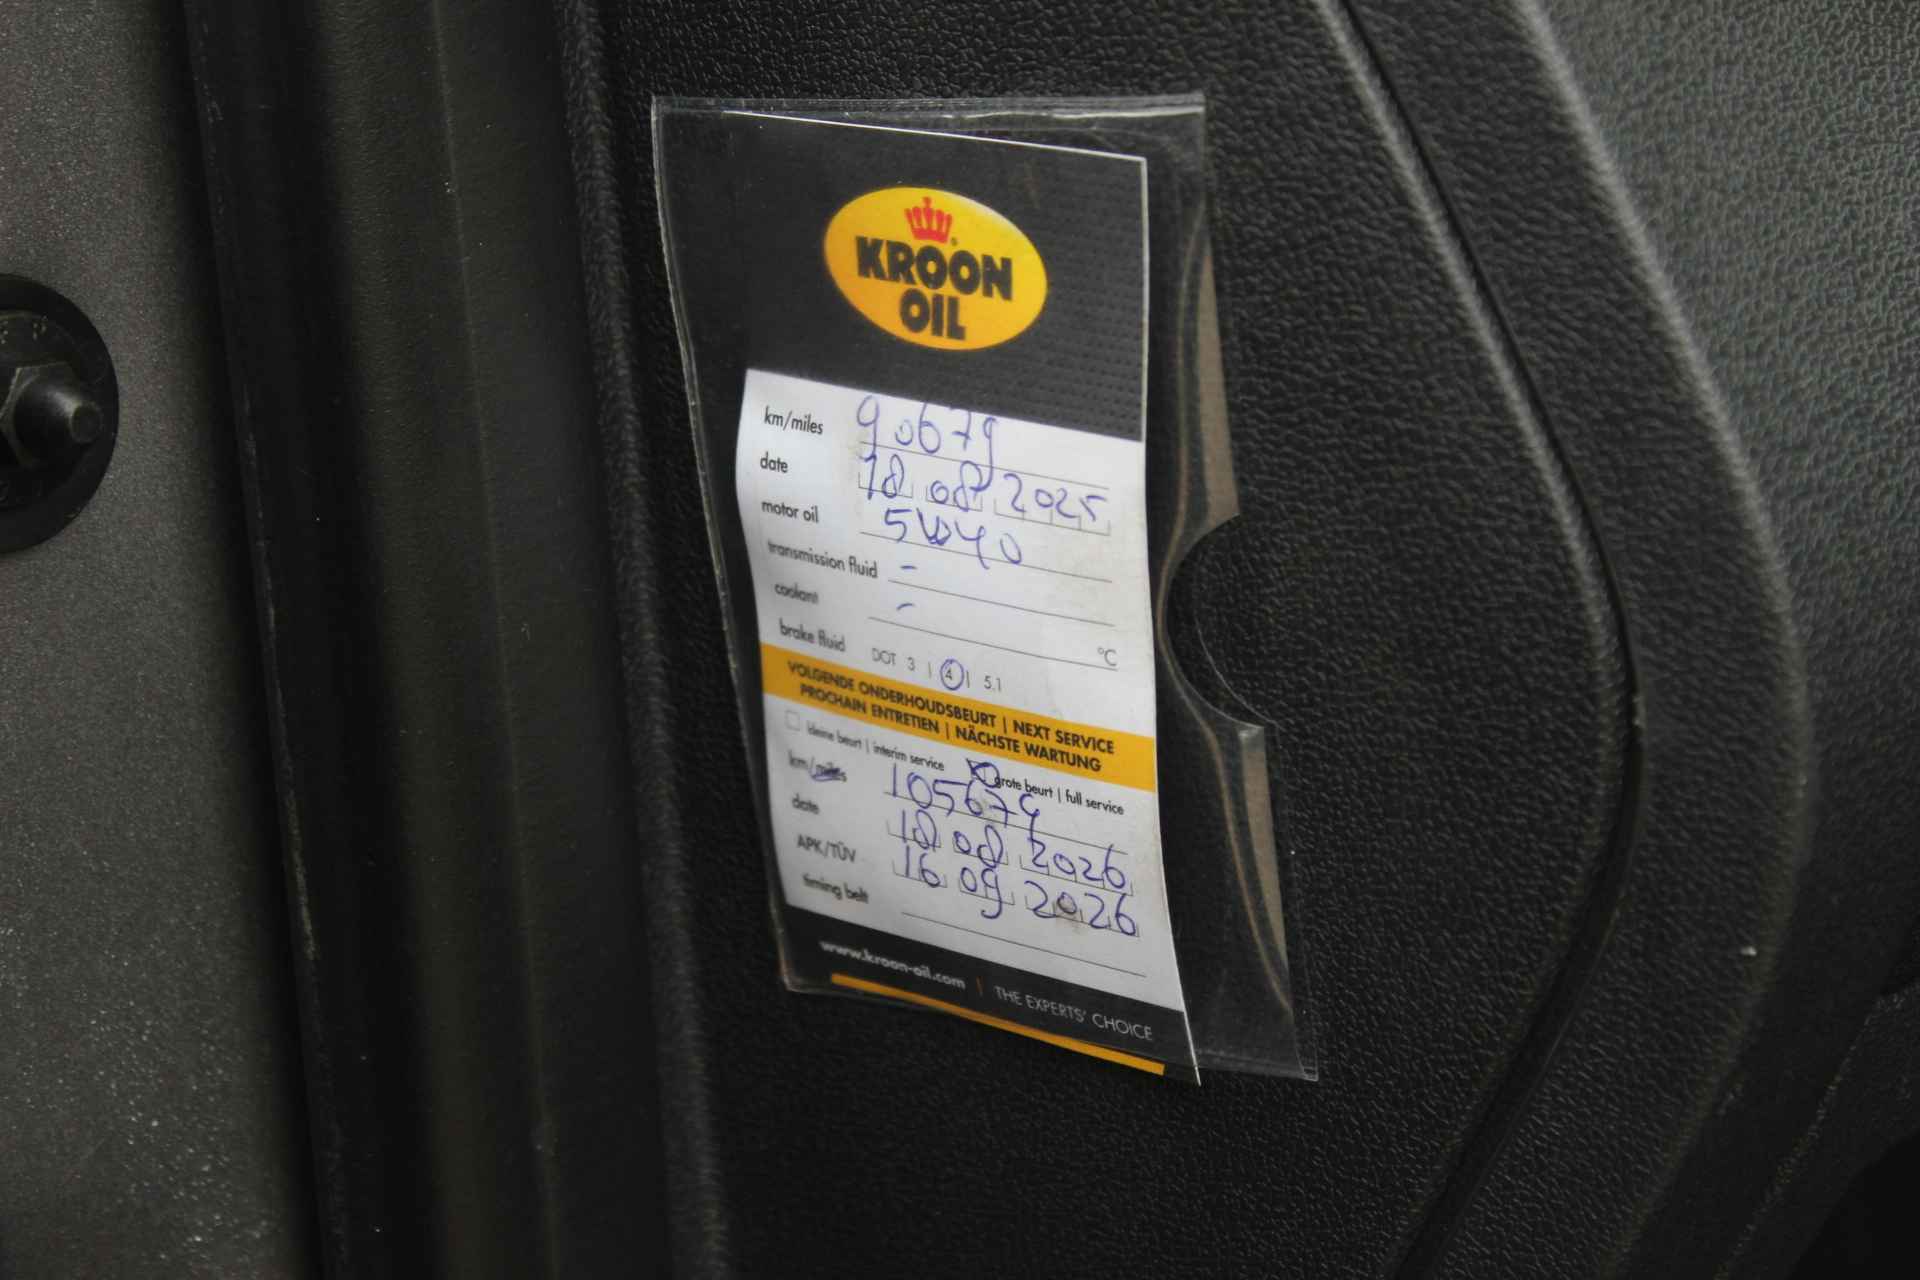 KROON
OIL
km/miles 90679
date 18 08 2025
motor oil 5W40
transmission fluid -
coolant - °C
brake fluid DOT 3 | 4 | 5.1
VOLGENDE ONDERHOUDSBEURT | NEXT SERVICE
PROCHAIN ENTRETIEN | NÄCHSTE WARTUNG
kleine beurt | interim service grote beurt | full service
km/miles 105679
date 18 08 2026
APK/TÜV 16 09 2026
timing belt
www.kroon-oil.com | THE EXPERTS' CHOICE